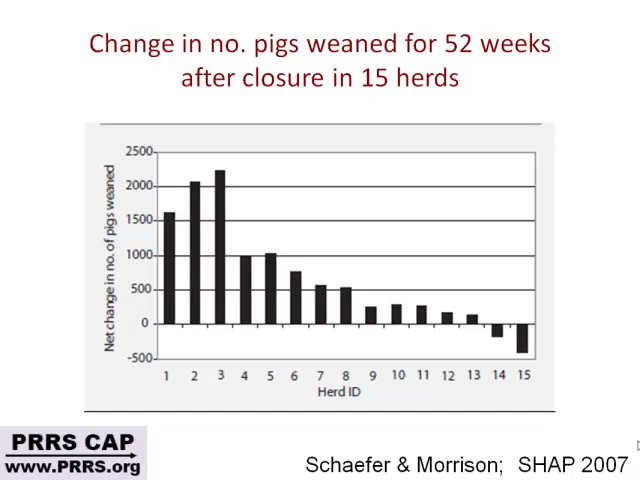 Change in no. pigs weaned for 52 weeks
after closure in 15 herds
Net change in no. of pigs weaned
2500
2000
1500
1000
500
0
-500
1 2 3 4 5 6 7 8 9 10 11 12 13 14 15
Herd ID
PRRS CAP
www.PRRS.org
Schaefer & Morrison; SHAP 2007